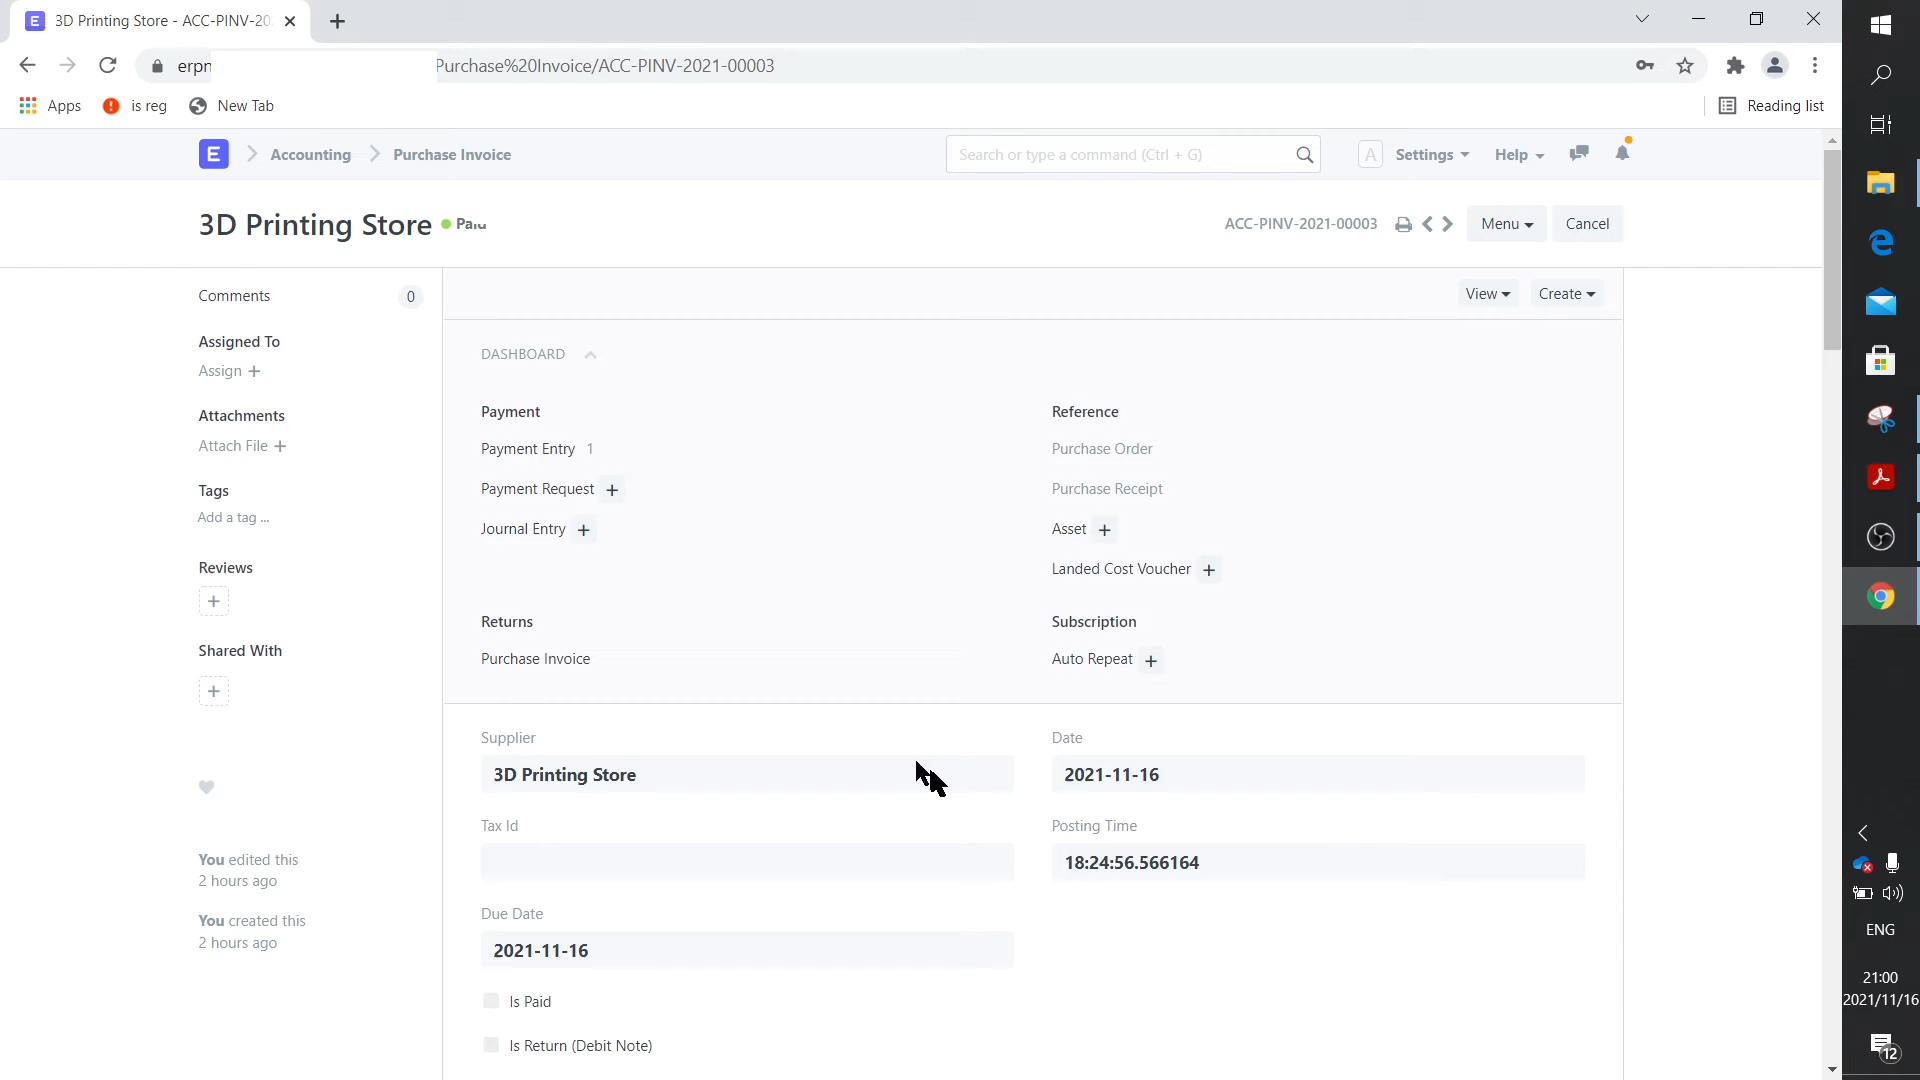 3D Printing Store - ACC-PINV-20
erpn
Purchase%20Invoice/ACC-PINV-2021-00003
Apps
is reg
New Tab
Reading list
E
Accounting
Purchase Invoice
Search or type a command (Ctrl + G)
A
Settings
Help
3D Printing Store
Paid
ACC-PINV-2021-00003
Menu
Cancel
Comments
0
View
Create
Assigned To
Assign +
DASHBOARD
Attachments
Attach File +
Payment
Reference
Payment Entry 1
Purchase Order
Tags
Add a tag ...
Payment Request +
Purchase Receipt
Journal Entry +
Asset +
Reviews
+
Landed Cost Voucher +
Returns
Subscription
Shared With
+
Purchase Invoice
Auto Repeat +
Supplier
Date
3D Printing Store
2021-11-16
Tax Id
Posting Time
18:24:56.566164
You edited this
2 hours ago
You created this
2 hours ago
Due Date
2021-11-16
Is Paid
Is Return (Debit Note)
ENG
21:00
2021/11/16
12